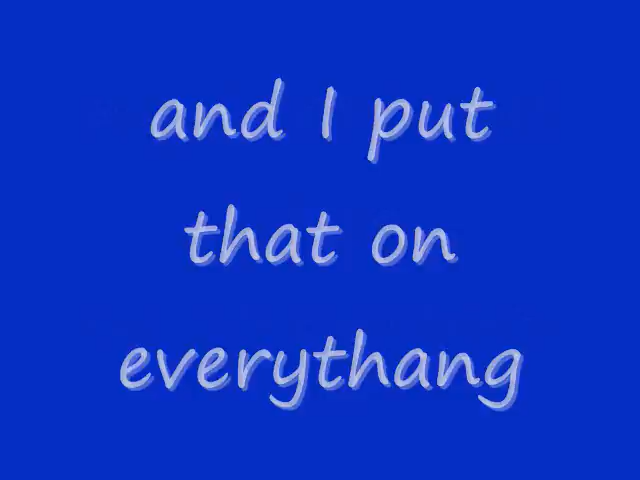 and I put
that on
everythang